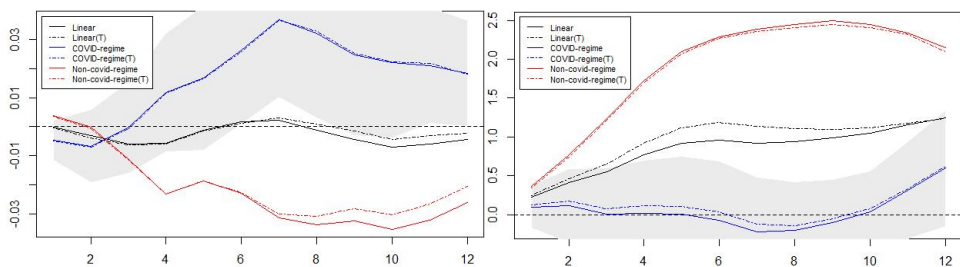 Linear
Linear(T)
COVID-regime
COVID-regime(T)
Non-covid-regime
Non-covid-regime(T)
0.03
0.01
-0.01
-0.03
2 4 6 8 10 12
Linear
Linear(T)
COVID-regime
COVID-regime(T)
Non-covid-regime
Non-covid-regime(T)
2.5
2.0
1.5
1.0
0.5
0.0
2 4 6 8 10 12